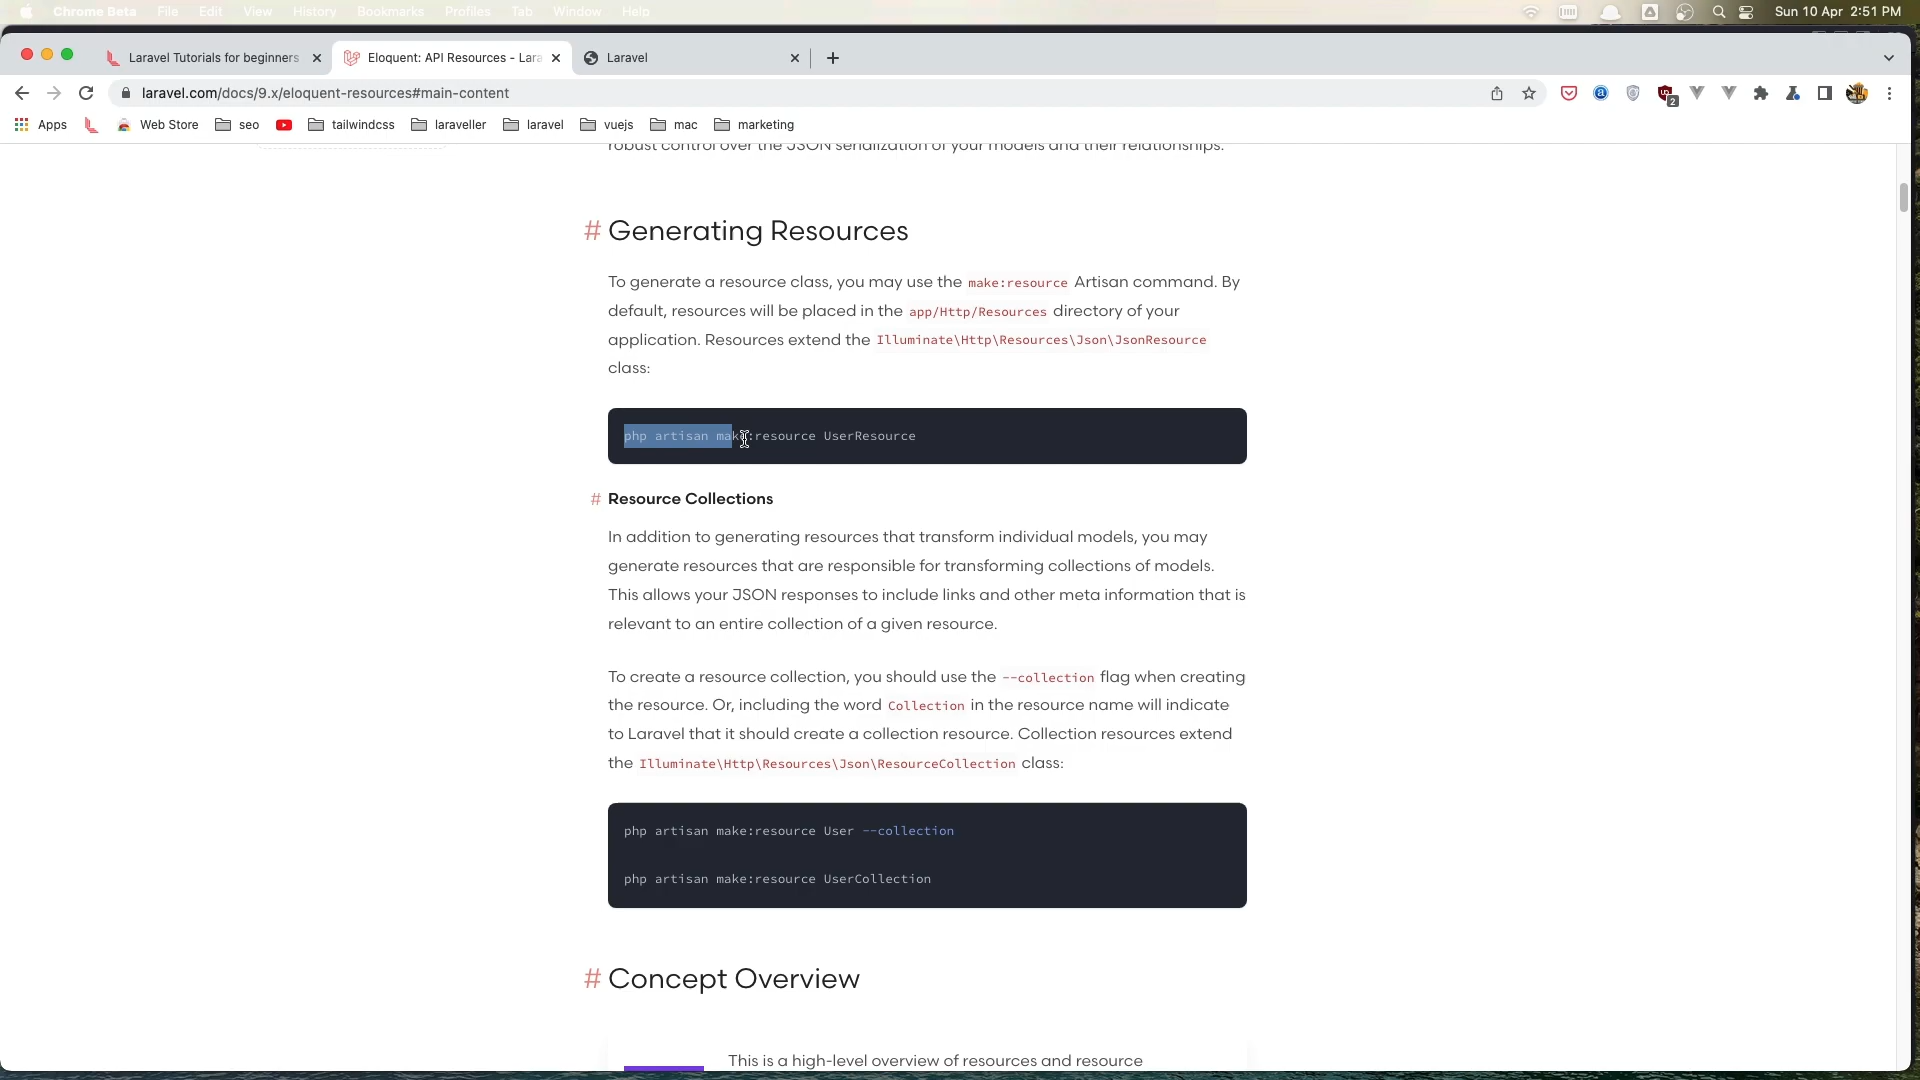 Chrome Beta File Edit View History Bookmarks Profiles Tab Window Help Sun 10 Apr 2:51 PM
Laravel Tutorials for beginners Eloquent: API Resources - Lara Laravel
laravel.com/docs/9.x/eloquent-resources#main-content 2
Apps Web Store seo tailwindcss laraveller laravel vuejs mac marketing
robust control over the JSON serialization of your models and their relationships.
# Generating Resources
To generate a resource class, you may use the make:resource Artisan command. By
default, resources will be placed in the app/Http/Resources directory of your
application. Resources extend the Illuminate\Http\Resources\Json\JsonResource
class:
php artisan make:resource UserResource
# Resource Collections
In addition to generating resources that transform individual models, you may
generate resources that are responsible for transforming collections of models.
This allows your JSON responses to include links and other meta information that is
relevant to an entire collection of a given resource.
To create a resource collection, you should use the --collection flag when creating
the resource. Or, including the word Collection in the resource name will indicate
to Laravel that it should create a collection resource. Collection resources extend
the Illuminate\Http\Resources\Json\ResourceCollection class:
php artisan make:resource User --collection
php artisan make:resource UserCollection
# Concept Overview
This is a high-level overview of resources and resource